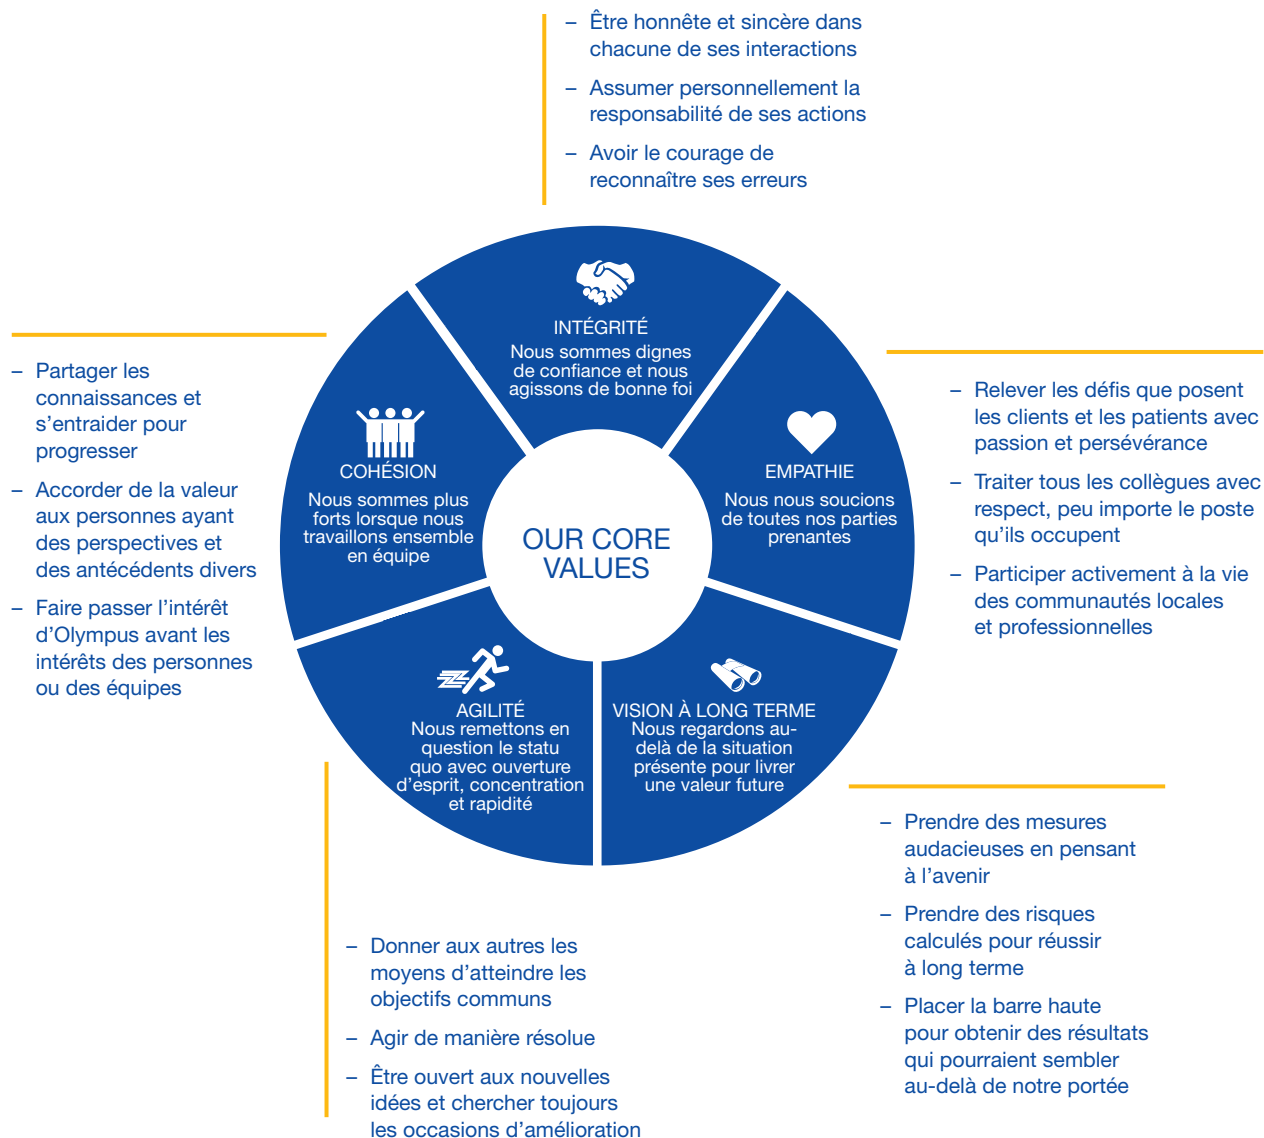 – Être honnête et sincère dans
chacune de ses interactions
– Assumer personnellement la
responsabilité de ses actions
– Avoir le courage de
reconnaître ses erreurs
INTÉGRITÉ
Nous sommes dignes
de confiance et nous
agissons de bonne foi
– Partager les
connaissances et
s’entraider pour
progresser
– Accorder de la valeur
aux personnes ayant
des perspectives et
des antécédents divers
– Faire passer l’intérêt
d’Olympus avant les
intérêts des personnes
ou des équipes
COHÉSION
Nous sommes plus
forts lorsque nous
travaillons ensemble
en équipe
OUR CORE
VALUES
EMPATHIE
Nous nous soucions
de toutes nos parties
prenantes
– Relever les défis que posent
les clients et les patients avec
passion et persévérance
– Traiter tous les collègues avec
respect, peu importe le poste
qu’ils occupent
– Participer activement à la vie
des communautés locales
et professionnelles
AGILITÉ
Nous remettons en
question le statu
quo avec ouverture
d’esprit, concentration
et rapidité
VISION À LONG TERME
Nous regardons au-
delà de la situation
présente pour livrer
une valeur future
– Donner aux autres les
moyens d’atteindre les
objectifs communs
– Agir de manière résolue
– Être ouvert aux nouvelles
idées et chercher toujours
les occasions d’amélioration
– Prendre des mesures
audacieuses en pensant
à l’avenir
– Prendre des risques
calculés pour réussir
à long terme
– Placer la barre haute
pour obtenir des résultats
qui pourraient sembler
au-delà de notre portée